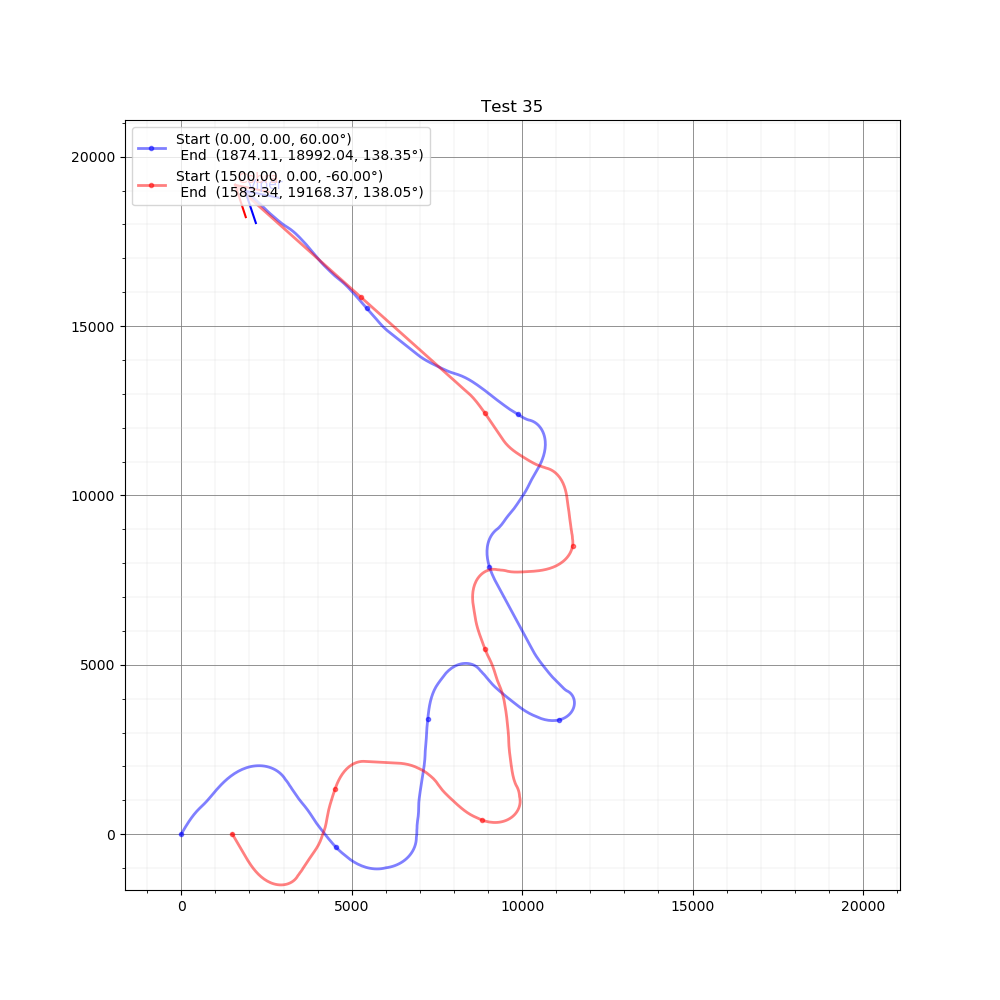 Test 35
Start (0.00, 0.00, 60.00°)
End (1874.11, 18992.04, 138.35°)
Start (1500.00, 0.00, -60.00°)
End (1583.34, 19168.37, 138.05°)
20000
15000
10000
5000
0
0 5000 10000 15000 20000